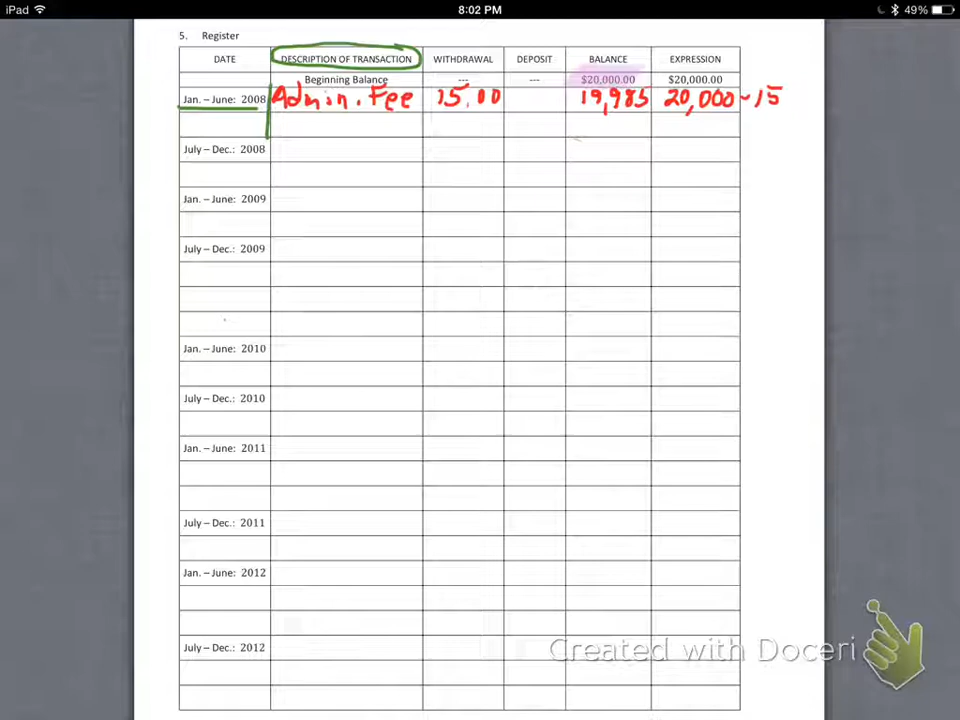 iPad 8:02 PM 49%
5. Register
DATE DESCRIPTION OF TRANSACTION WITHDRAWAL DEPOSIT BALANCE EXPRESSION
Beginning Balance --- --- $20,000.00 $20,000.00
Jan. – June: 2008 Admin. Fee 15.00 19,985 20,000-15
July – Dec.: 2008
Jan. – June: 2009
July – Dec.: 2009
Jan. – June: 2010
July – Dec.: 2010
Jan. – June: 2011
July – Dec.: 2011
Jan. – June: 2012
July – Dec.: 2012
Created with Doceri